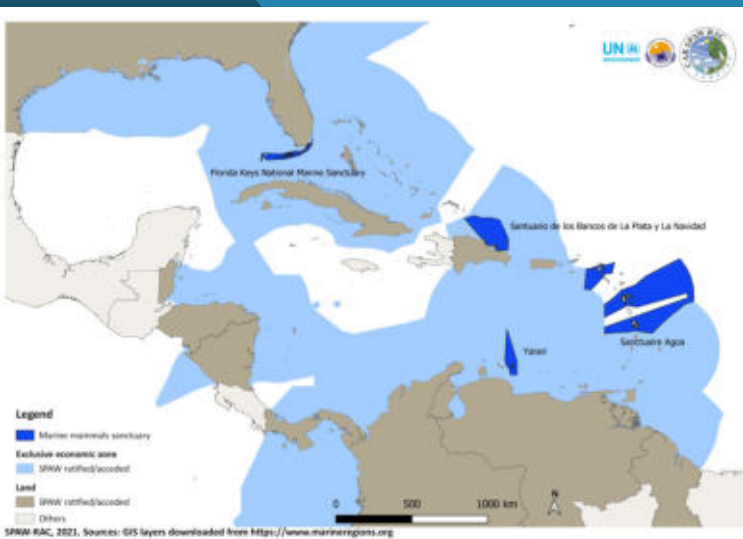 UN
Florida Keys National Marine Sanctuary
Santuario de los Bancos de La Plata y La Navidad
Sanctuaire Agoa
Yarari
Legend
Marine mammals sanctuary
Exclusive economic zone
SPAW ratified/acceded
Land
SPAW ratified/acceded
Others
0 500 1000 km
N
SPAW-RAC, 2021. Sources: GIS layers downloaded from https://www.marineregions.org